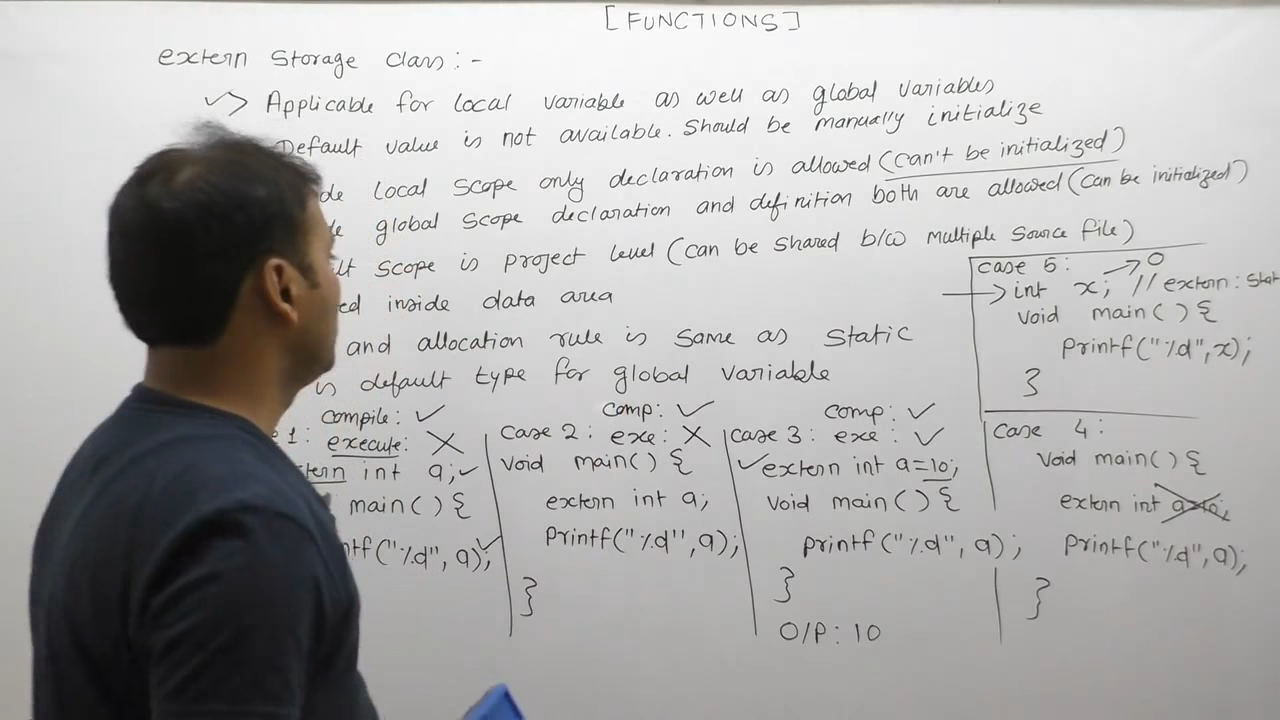 [FUNCTIONS]
extern Storage Class:-
Applicable for local variable as well as global variables
Default value is not available. Should be manually initialize
local scope only declaration is allowed (can't be initialized)
global scope declaration and definition both are allowed (can be initialized)
scope is project level (can be shared b/w multiple source file)
inside data area
and allocation rule is same as static
is default type for global variable
case 5:
0
int x; // extern:
void main() {
printf("%d",x);
}
compile: ✓
1: execute: X
int a; ✓
main() {
("%d", a); ✓
comp: ✓
case 2: exe: X
void main() {
extern int a;
printf("%d",a);
}
comp: ✓
case 3: exe: ✓
✓extern int a=10;
void main() {
printf("%d", a);
}
O/P: 10
case 4:
void main() {
extern int
printf("%d",a);
}